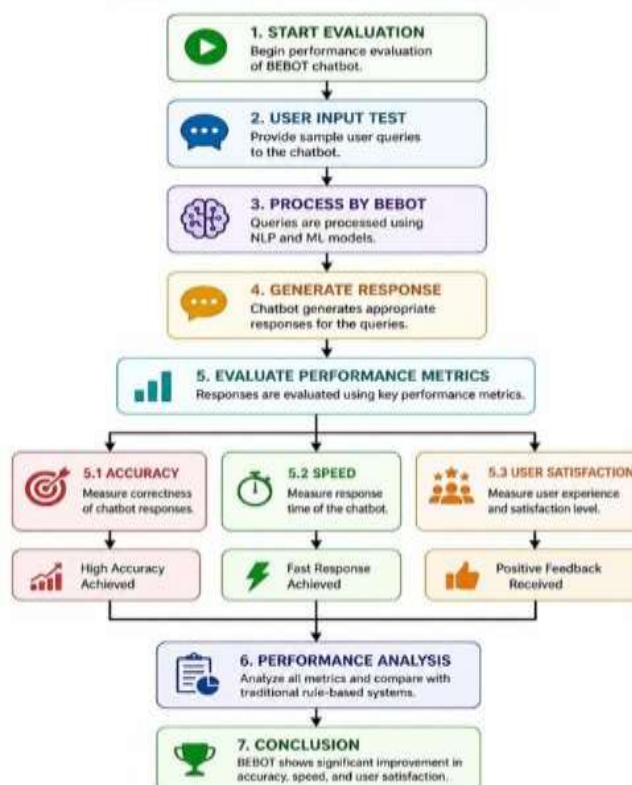 1. START EVALUATION
Begin performance evaluation
of BEBOT chatbot.
2. USER INPUT TEST
Provide sample user queries
to the chatbot.
3. PROCESS BY BEBOT
Queries are processed using
NLP and ML models.
4. GENERATE RESPONSE
Chatbot generates appropriate
responses for the queries.
5. EVALUATE PERFORMANCE METRICS
Responses are evaluated using key performance metrics.
5.1 ACCURACY
Measure correctness
of chatbot responses.
High Accuracy
Achieved
5.2 SPEED
Measure response
time of the chatbot.
Fast Response
Achieved
5.3 USER SATISFACTION
Measure user experience
and satisfaction level.
Positive Feedback
Received
6. PERFORMANCE ANALYSIS
Analyze all metrics and compare with
traditional rule-based systems.
7. CONCLUSION
BEBOT shows significant improvement in
accuracy, speed, and user satisfaction.